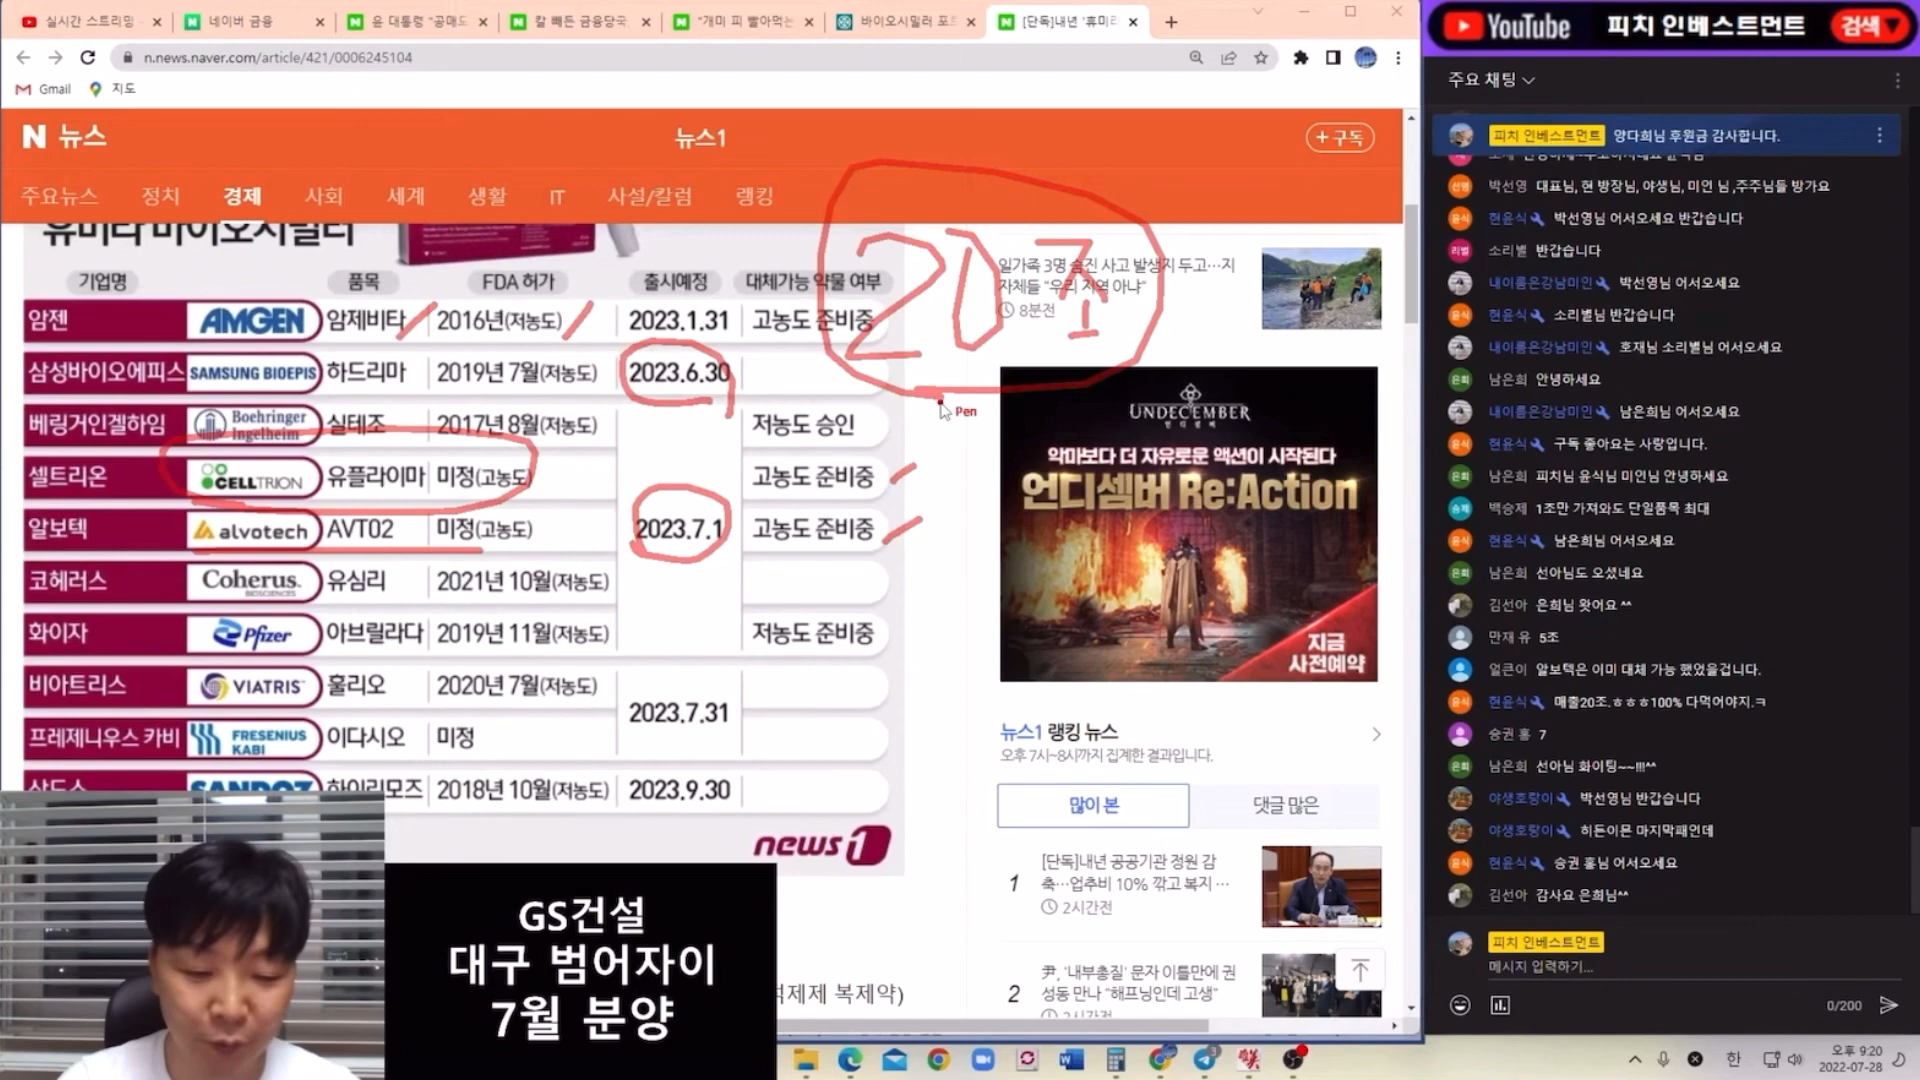 실시간 스트리밍
네이버 금융
윤 대통령 "공매도
칼 빼든 금융당국
"개미 피 빨아먹는
바이오시밀러 포트
[단독]내년 '휴미라
n.news.naver.com/article/421/0006245104
Gmail
지도
N 뉴스
뉴스1
+구독
주요뉴스 정치 경제 사회 세계 생활 IT 사설/칼럼 랭킹
휴미라 바이오시밀러
기업명 품목 FDA 허가 출시예정 대체가능 약물 여부
암젠 AMGEN 암제비타 2016년(저농도) 2023.1.31 고농도 준비중
삼성바이오에피스 SAMSUNG BIOEPIS 하드리마 2019년 7월(저농도) 2023.6.30
베링거인겔하임 Boehringer Ingelheim 실테조 2017년 8월(저농도) 저농도 승인
셀트리온 CELLTRION 유플라이마 미정(고농도) 고농도 준비중
알보텍 alvotech AVT02 미정(고농도) 2023.7.1 고농도 준비중
코헤러스 Coherus BIOSCIENCES 유심리 2021년 10월(저농도)
화이자 Pfizer 아브릴라다 2019년 11월(저농도) 저농도 준비중
비아트리스 VIATRIS 훌리오 2020년 7월(저농도)
2023.7.31
프레제니우스 카비 FRESENIUS KABI 이다시오 미정
산도스 SANDOZ 하이리모즈 2018년 10월(저농도) 2023.9.30
news1
20조
Pen
일가족 3명 숨진 사고 발생지 두고…지
자체들 "우리 지역 아냐"
8분전
UNDECEMBER
언디셈버
악마보다 더 자유로운 액션이 시작된다
언디셈버 Re:Action
지금
사전예약
뉴스1 랭킹 뉴스
오후 7시~8시까지 집계한 결과입니다.
많이 본
댓글 많은
1
[단독]내년 공공기관 정원 감
축…업추비 10% 깎고 복지 …
2시간전
2
尹, '내부총질' 문자 이틀만에 권
성동 만나 "해프닝인데 고생"
2시간전
GS건설
대구 범어자이
7월 분양
적제제 복제약)
YouTube 피치 인베스트먼트 검색
주요 채팅
피치 인베스트먼트 양다희님 후원금 감사합니다.
박선영 대표님, 현 방장님, 야생님, 미인 님 ,주주님들 방가요
현윤식 박선영님 어서오세요 반갑습니다
소리별 반갑습니다
내이름은강남미인 박선영님 어서오세요
현윤식 소리별님 반갑습니다
내이름은강남미인 호재님 소리별님 어서오세요
남은희 안녕하세요
내이름은강남미인 남은희님 어서오세요
현윤식 구독 좋아요는 사랑입니다.
남은희 피치님 윤식님 미인님 안녕하세요
백승제 1조만 가져와도 단일품목 최대
현윤식 남은희님 어서오세요
남은희 선아님도 오셨네요
김선아 은희님 왓어요 ^^
만재 유 5조
얼큰이 알보텍은 이미 대체 가능 했었을겁니다.
현윤식 매출20조.ㅎㅎㅎ100% 다먹어야지.ㅋ
승권 홍 7
남은희 선아님 화이팅~~!!!^^
야생호랑이 박선영님 반갑습니다
야생호랑이 히든이믄 마지막패인데
현윤식 승권 홍님 어서오세요
김선아 감사요 은희님^^
피치 인베스트먼트
메시지 입력하기...
0/200
한
오후 9:20
2022-07-28